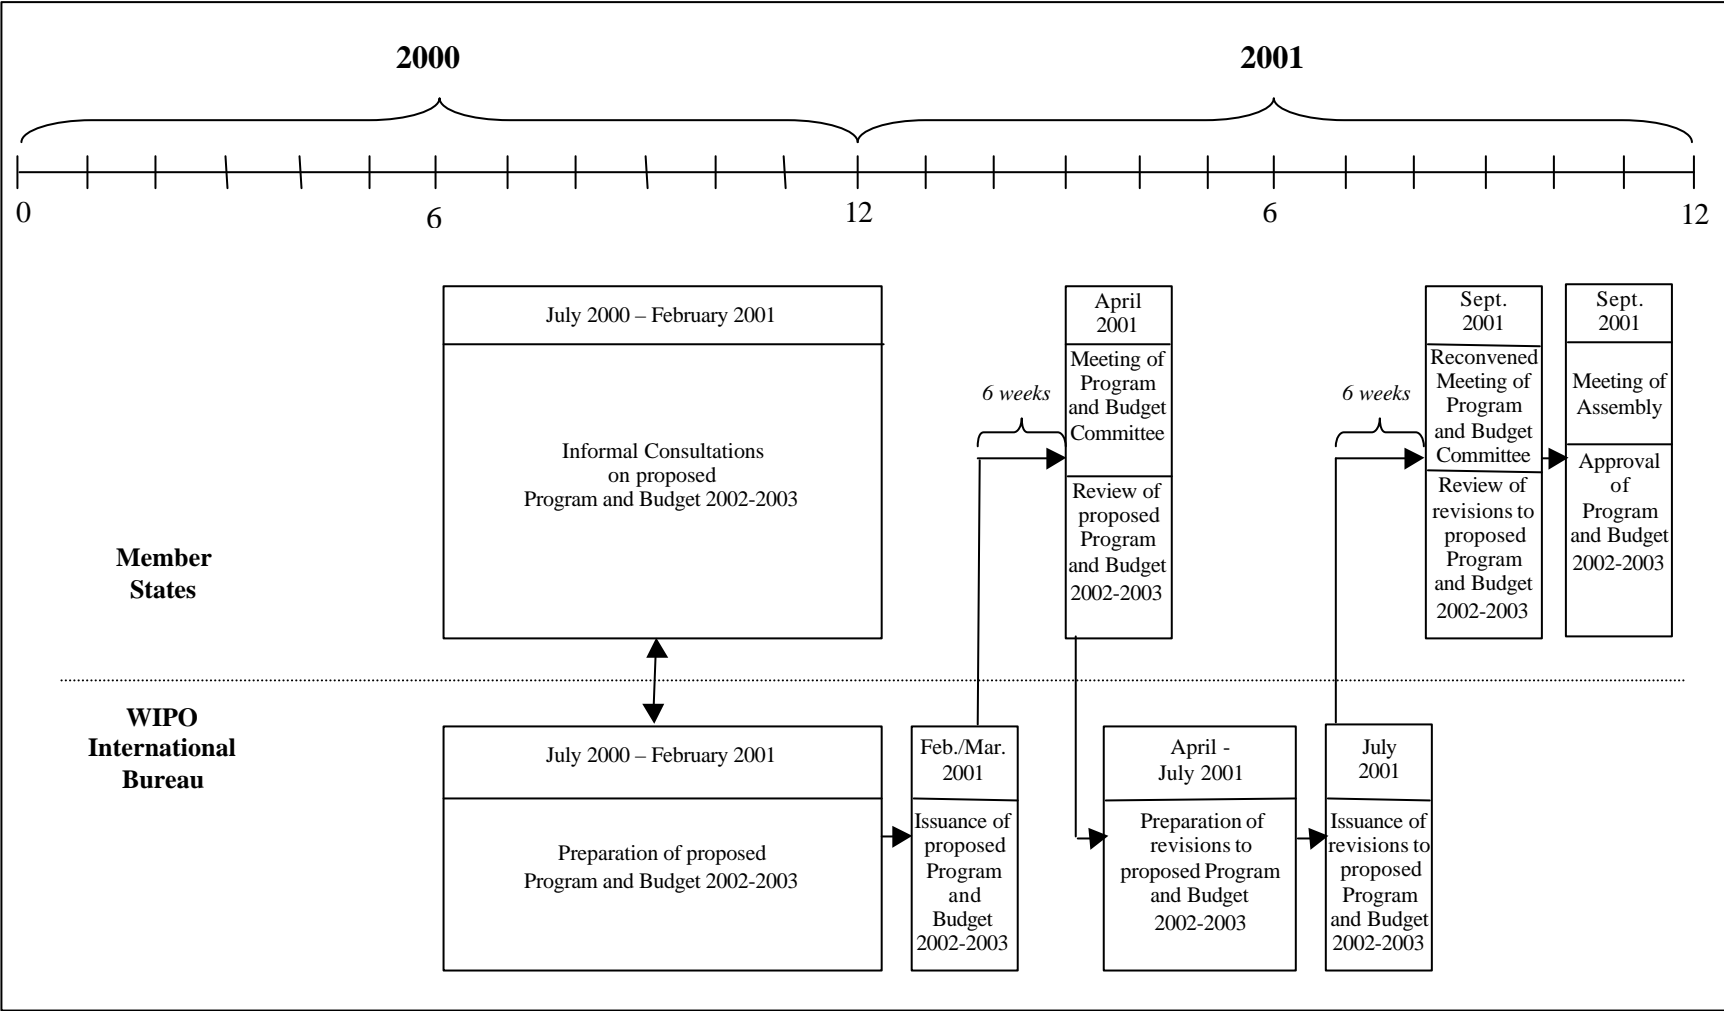 2000
2001
0
6
12
6
12
July 2000 – February 2001
Informal Consultations
on proposed
Program and Budget 2002-2003
6 weeks
April
2001
Meeting of
Program
and Budget
Committee
Review of
proposed
Program
and Budget
2002-2003
6 weeks
Sept.
2001
Reconvened
Meeting of
Program
and Budget
Committee
Review of
revisions to
proposed
Program
and Budget
2002-2003
Sept.
2001
Meeting of
Assembly
Approval
of
Program
and Budget
2002-2003
Member
States
WIPO
International
Bureau
July 2000 – February 2001
Preparation of proposed
Program and Budget 2002-2003
Feb./Mar.
2001
Issuance of
proposed
Program
and
Budget
2002-2003
April -
July 2001
Preparation of
revisions to
proposed Program
and Budget
2002-2003
July
2001
Issuance of
revisions to
proposed
Program
and Budget
2002-2003